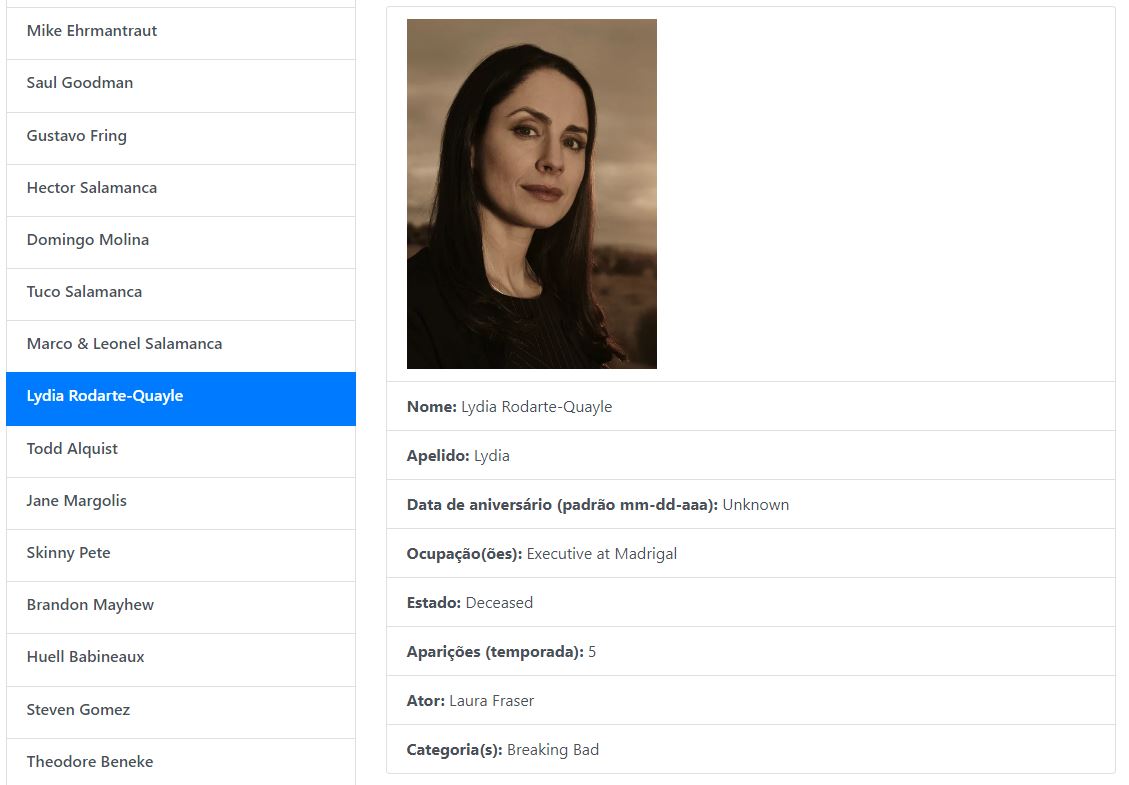 Mike Ehrmantraut
Saul Goodman
Gustavo Fring
Hector Salamanca
Domingo Molina
Tuco Salamanca
Marco & Leonel Salamanca
Lydia Rodarte-Quayle
Todd Alquist
Jane Margolis
Skinny Pete
Brandon Mayhew
Huell Babineaux
Steven Gomez
Theodore Beneke
Nome: Lydia Rodarte-Quayle
Apelido: Lydia
Data de aniversário (padrão mm-dd-aaa): Unknown
Ocupação(ões): Executive at Madrigal
Estado: Deceased
Aparições (temporada): 5
Ator: Laura Fraser
Categoria(s): Breaking Bad